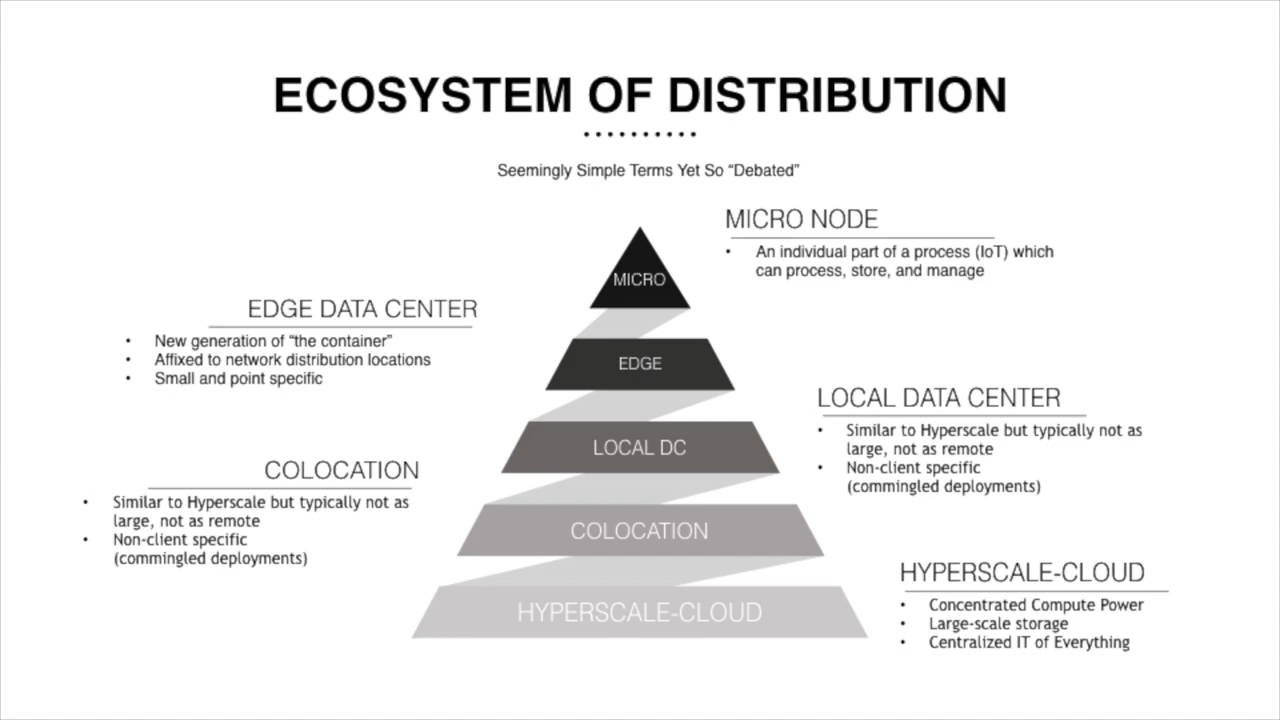 ECOSYSTEM OF DISTRIBUTION
Seemingly Simple Terms Yet So “Debated”
MICRO NODE
• An individual part of a process (IoT) which
can process, store, and manage
MICRO
EDGE DATA CENTER
• New generation of “the container”
• Affixed to network distribution locations
• Small and point specific
EDGE
LOCAL DATA CENTER
• Similar to Hyperscale but typically not as
large, not as remote
• Non-client specific
(commingled deployments)
LOCAL DC
COLOCATION
• Similar to Hyperscale but typically not as
large, not as remote
• Non-client specific
(commingled deployments)
COLOCATION
HYPERSCALE-CLOUD
• Concentrated Compute Power
• Large-scale storage
• Centralized IT of Everything
HYPERSCALE-CLOUD